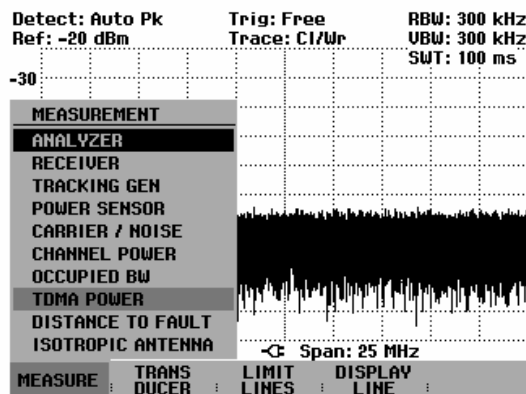 Detect: Auto Pk Trig: Free RBW: 300 kHz
Ref: -20 dBm Trace: Cl/Wr VBW: 300 kHz
SWT: 100 ms
-30
MEASUREMENT
ANALYZER
RECEIVER
TRACKING GEN
POWER SENSOR
CARRIER / NOISE
CHANNEL POWER
OCCUPIED BW
TDMA POWER
DISTANCE TO FAULT
ISOTROPIC ANTENNA
Span: 25 MHz
MEASURE TRANS DUCER LIMIT LINES DISPLAY LINE